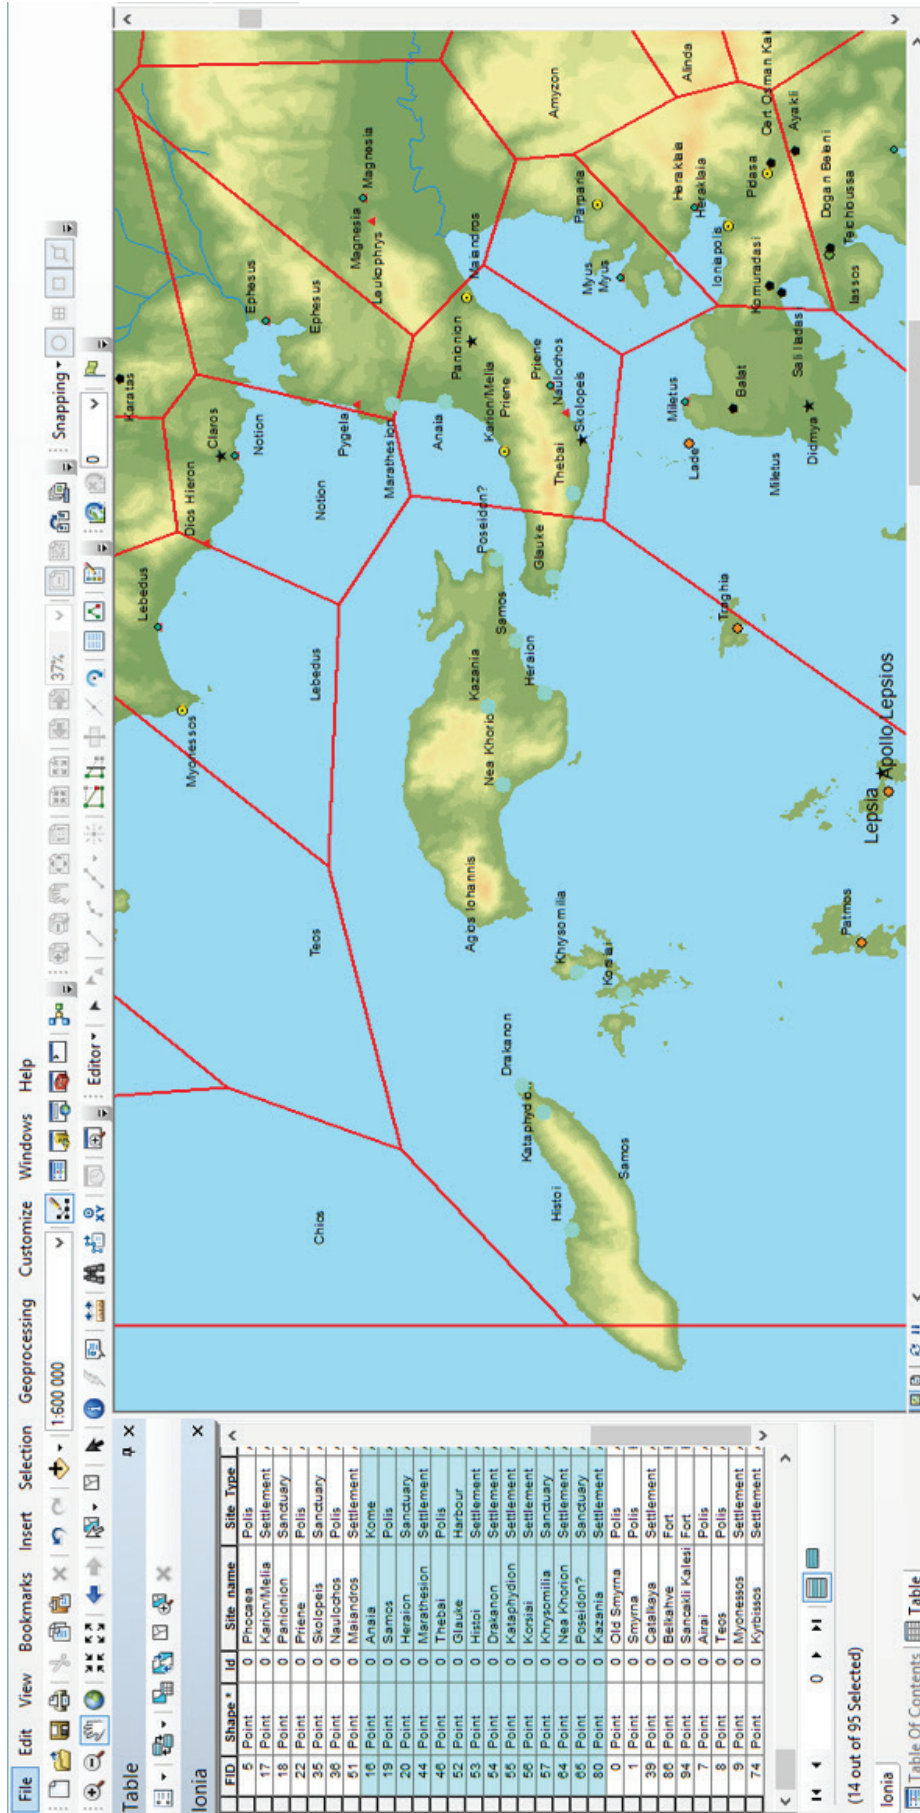 File Edit View Bookmarks Insert Selection Geoprocessing Customize Windows Help
1:600 000
37%
Snapping
Editor
0
Table
Ionia
FID Shape * Id Site name Site Type
5 Point 0 Phocaea Polis
17 Point 0 Karion/Melia Settlement
18 Point 0 Panionion Sanctuary
22 Point 0 Priene Polis
35 Point 0 Skolopeis Sanctuary
36 Point 0 Naulochos Polis
51 Point 0 Maiandros Settlement
16 Point 0 Anaia Kome
19 Point 0 Samos Polis
20 Point 0 Heraion Sanctuary
44 Point 0 Marathesion Settlement
46 Point 0 Thebai Polis
52 Point 0 Glauke Harbour
53 Point 0 Histoi Settlement
54 Point 0 Drakanon Settlement
55 Point 0 Kataphydion Settlement
56 Point 0 Korsiai Settlement
57 Point 0 Khrysomilia Sanctuary
64 Point 0 Nea Khorion Settlement
65 Point 0 Poseidon? Sanctuary
80 Point 0 Kazania Settlement
0 Point 0 Old Smyrna Polis
1 Point 0 Smyrna Polis
39 Point 0 Catalkaya Settlement
86 Point 0 Belkahve Fort
94 Point 0 Sancakli Kalesi Fort
7 Point 0 Airai Polis
8 Point 0 Teos Polis
9 Point 0 Myonessos Settlement
74 Point 0 Kyrbissos Settlement
0
(14 out of 95 Selected)
Ionia
Table Of Contents Table
Karatas
Lebedus
Dios Hieron
Claros
Notion
Ephesus
Myonessos
Chios
Teos
Lebedus
Notion
Ephesus
Pygela
Magnesia
Magnesia
Leukophrys
Marathesion
Anaia
Panionion
Maiandros
Agios Iohannis
Kazania
Nea Khorio
Samos
Poseidon?
Karion/Melia
Priene
Amyzon
Drakanon
Kataphydio..
Histoi
Khrysomilia
Korsiai
Samos
Heraion
Glauke
Thebai
Priene
Naulochos
Skolopeis
Myus
Myus
Parparia
Alinda
Miletus
Lade
Heraklaia
Heraklaia
Ioniapolis
Traghia
Balat
Komuradasi
Pidasa
Cert Osman Kal
Ayakli
Miletus
Didmya
Sali Iladas
Dogan Beleni
Teichioussa
Iassos
Patmos
Lepsia
Apollo Lepsios